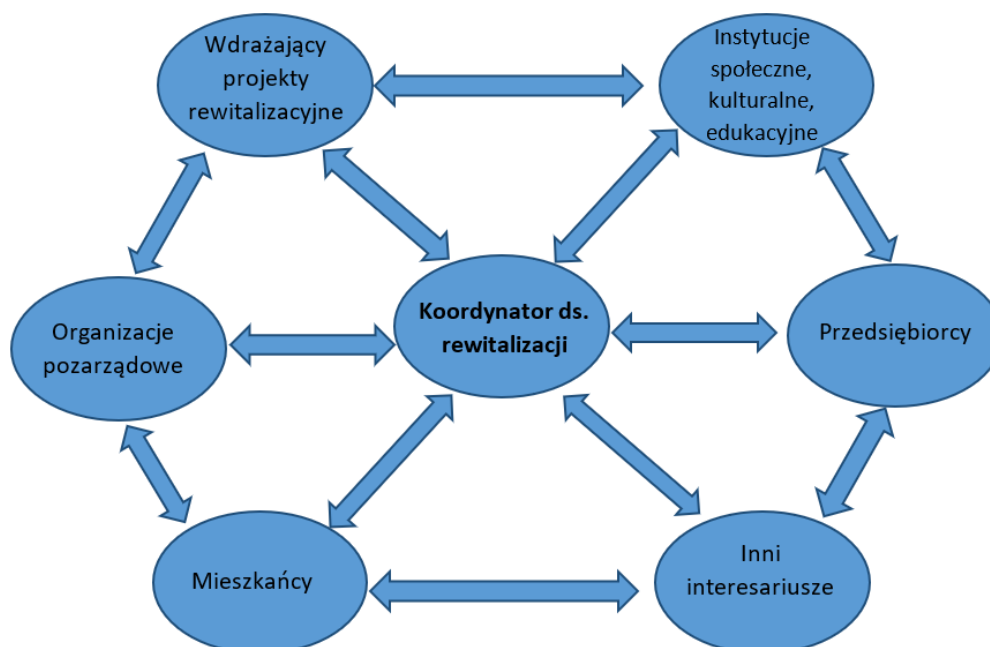 Wdrażający
projekty
rewitalizacyjne
Instytucje
społeczne,
kulturalne,
edukacyjne
Koordynator ds.
rewitalizacji
Organizacje
pozarządowe
Przedsiębiorcy
Mieszkańcy
Inni
interesariusze